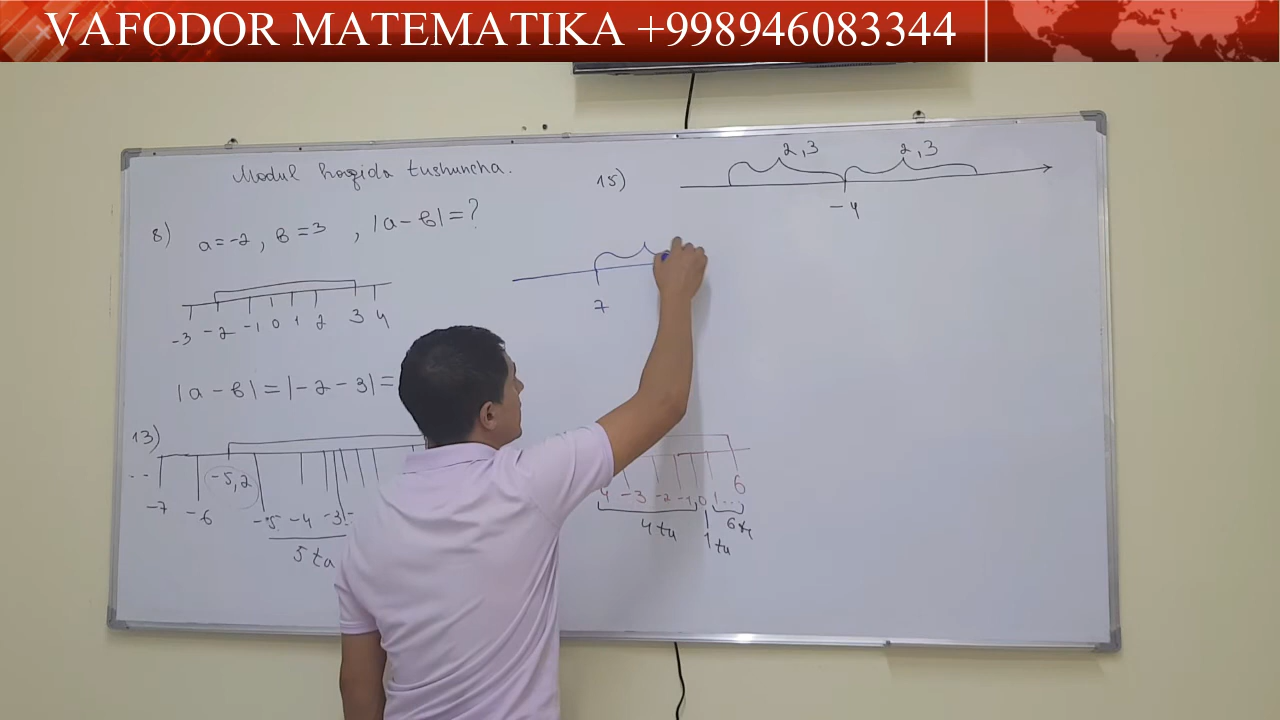 VAFODOR MATEMATIKA +998946083344
Modul haqida tushuncha.
8) a=-2, b=3, |a-b|=?
-3 -2 -1 0 1 2 3 4
|a-b|=|-2-3|=
13)
-7 -6 -5,2 -5 -4 -3
5 ta
15)
2,3 2,3
-4
7
4 -3 -2 -1 0 1 ... 6
4 ta 1 ta 6